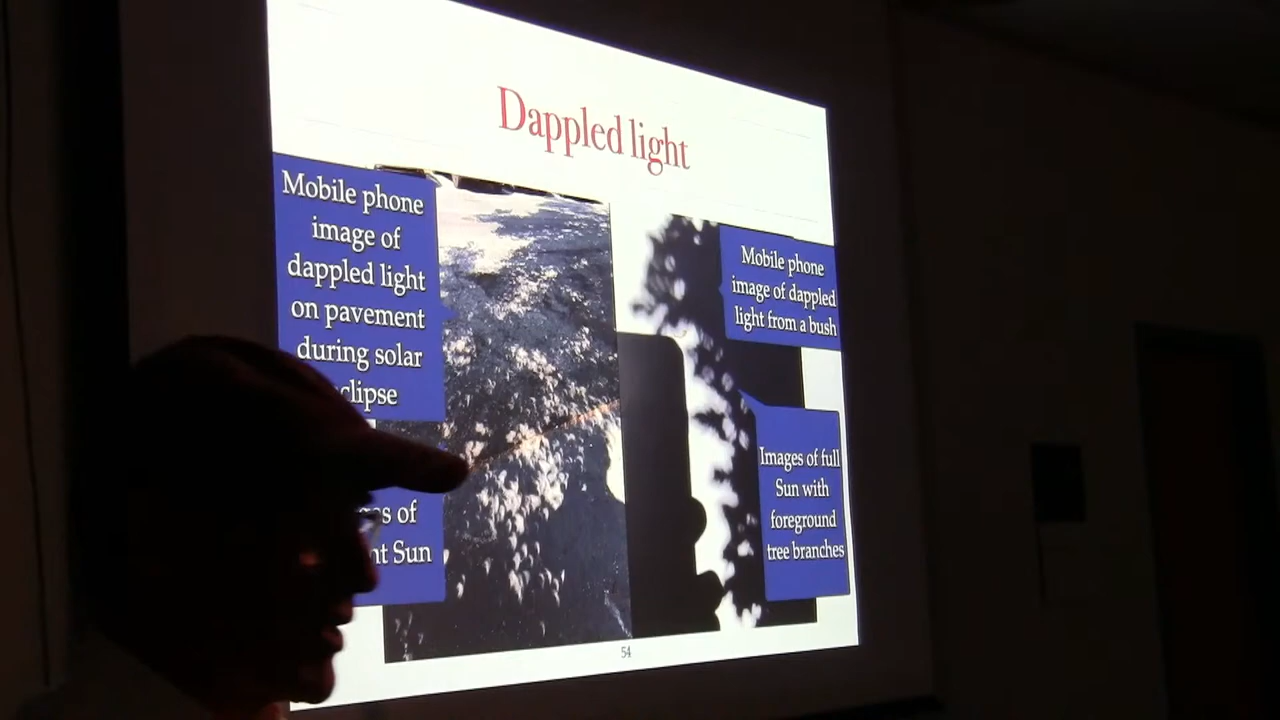 Dappled light
Mobile phone
image of
dappled light
on pavement
during solar
clipse
of
Sun
Mobile phone
image of dappled
light from a bush
Images of full
Sun with
foreground
tree branches
54